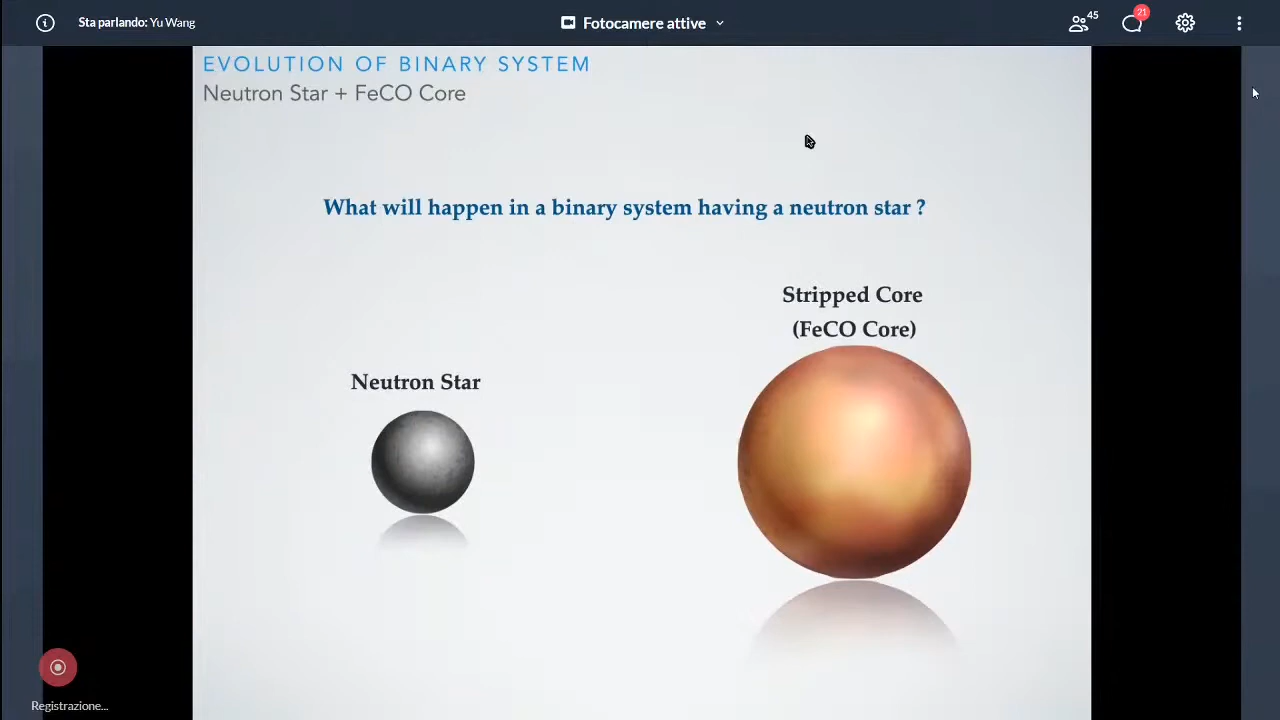 Sta parlando: Yu Wang
Fotocamere attive
45
21
EVOLUTION OF BINARY SYSTEM
Neutron Star + FeCO Core
What will happen in a binary system having a neutron star ?
Stripped Core
(FeCO Core)
Neutron Star
Registrazione...